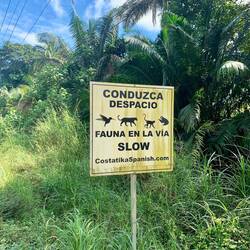 CONDUZCA
DESPACIO
FAUNA EN LA VÍA
SLOW
CostatikaSpanish.com